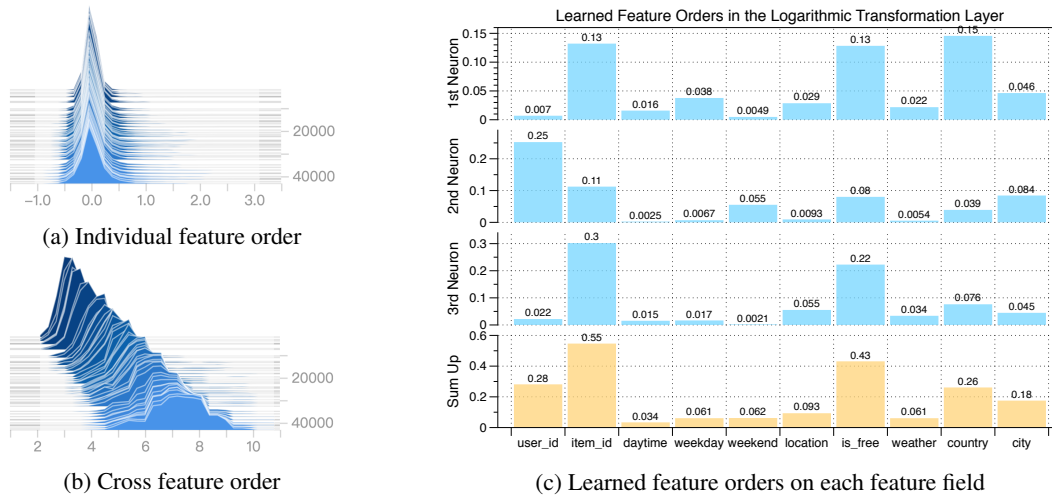 20000
40000
−1.0 0.0 1.0 2.0 3.0
(a) Individual feature order
20000
40000
2 4 6 8 10
(b) Cross feature order
Learned Feature Orders in the Logarithmic Transformation Layer
1st Neuron
0.15
0.05
0
0.007 0.13 0.016 0.038 0.0049 0.029 0.13 0.022 0.15 0.046
2nd Neuron
0.2
0.1
0
0.25 0.11 0.0025 0.0067 0.055 0.0093 0.08 0.0054 0.039 0.084
3rd Neuron
0.3
0.2
0.1
0
0.022 0.3 0.015 0.017 0.0021 0.055 0.22 0.034 0.076 0.045
Sum Up
0.6
0.4
0.2
0
0.28 0.55 0.034 0.061 0.062 0.093 0.43 0.061 0.26 0.18
user_id item_id daytime weekday weekend location is_free weather country city
(c) Learned feature orders on each feature field